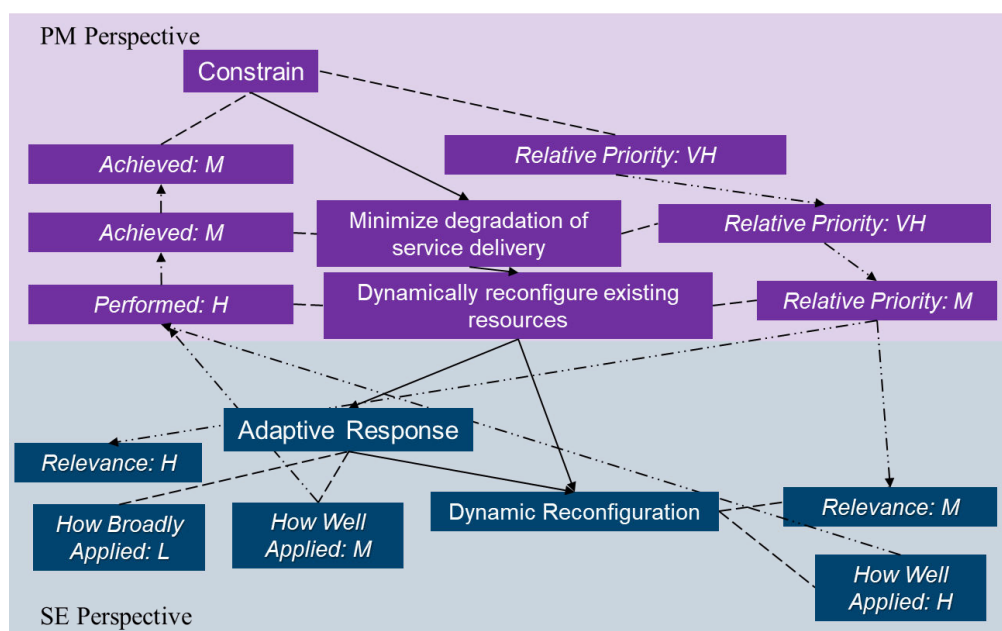 PM Perspective
Constrain
Achieved: M
Relative Priority: VH
Achieved: M
Minimize degradation of
service delivery
Relative Priority: VH
Performed: H
Dynamically reconfigure existing
resources
Relative Priority: M
Adaptive Response
Relevance: H
How Broadly
Applied: L
How Well
Applied: M
Dynamic Reconfiguration
Relevance: M
How Well
Applied: H
SE Perspective